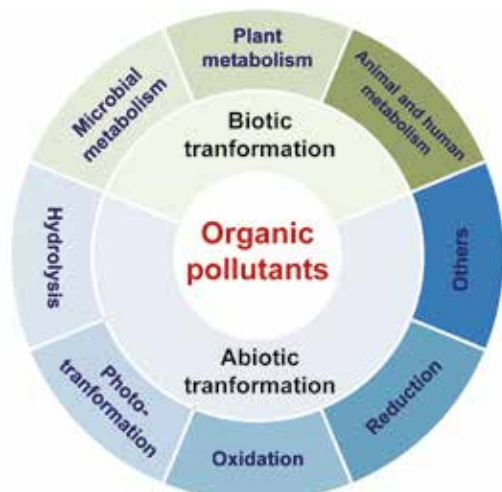 Plant
metabolism
Microbial
metabolism
Animal and human
metabolism
Biotic
tranformation
Organic
pollutants
Hydrolysis
Others
Abiotic
tranformation
Photo-
tranformation
Reduction
Oxidation